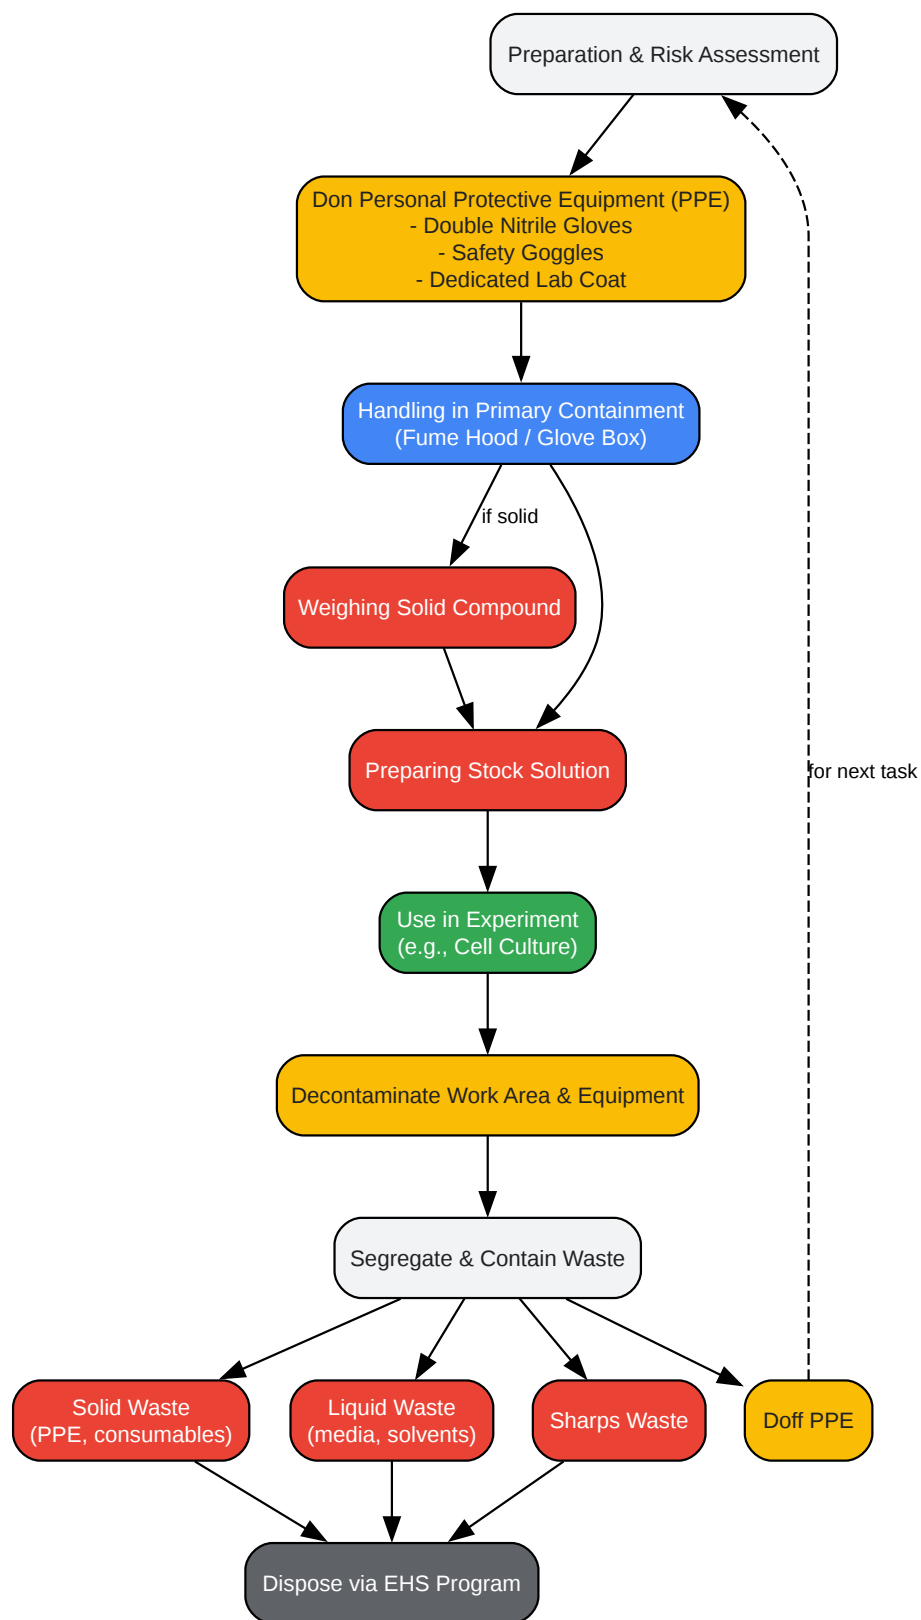 Preparation & Risk Assessment
Don Personal Protective Equipment (PPE)
- Double Nitrile Gloves
- Safety Goggles
- Dedicated Lab Coat
Handling in Primary Containment
(Fume Hood / Glove Box)
if solid
Weighing Solid Compound
Preparing Stock Solution
for next task
Use in Experiment
(e.g., Cell Culture)
Decontaminate Work Area & Equipment
Segregate & Contain Waste
Solid Waste
(PPE, consumables)
Liquid Waste
(media, solvents)
Sharps Waste
Doff PPE
Dispose via EHS Program